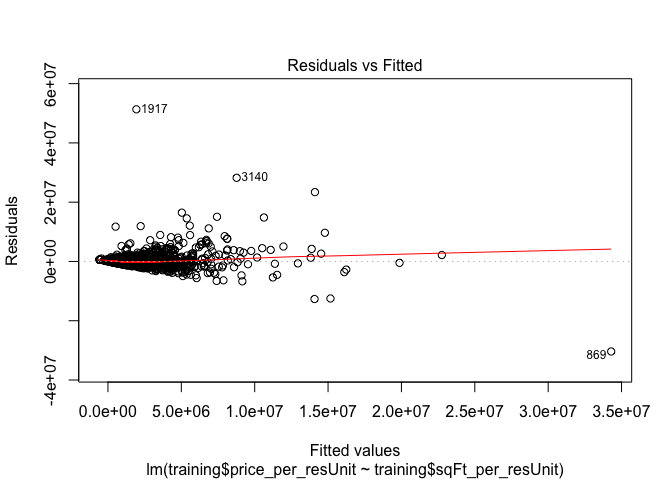 Residuals vs Fitted
Residuals
6e+07
4e+07
2e+07
0e+00
-4e+07
1917
3140
869
0.0e+00 5.0e+06 1.0e+07 1.5e+07 2.0e+07 2.5e+07 3.0e+07 3.5e+07
Fitted values
lm(training$price_per_resUnit ~ training$sqFt_per_resUnit)